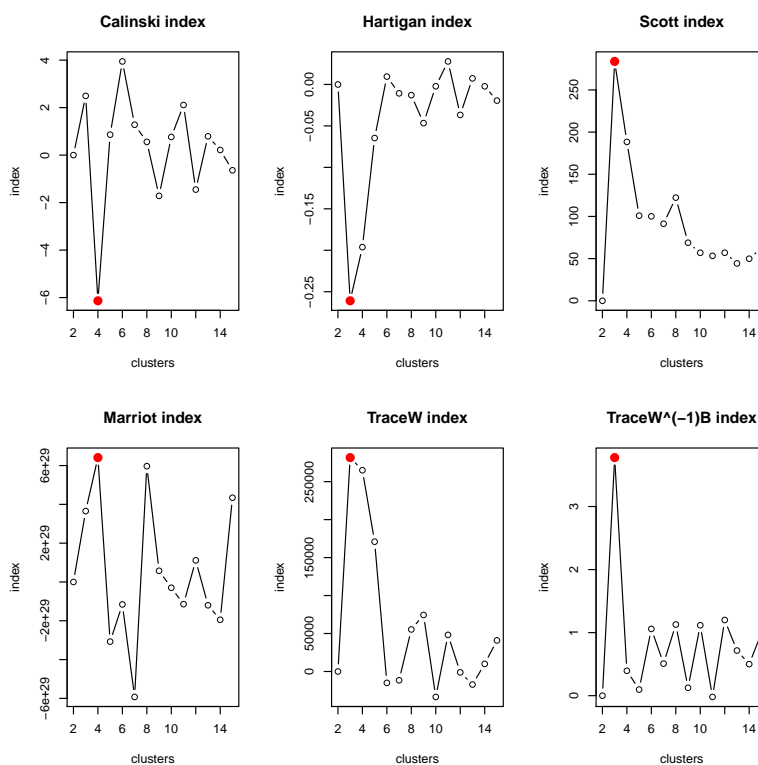 Calinski index
Hartigan index
Scott index
index
4
2
0
−2
−4
−6
2 4 6 8 10 14
clusters
index
0.00
−0.05
−0.15
−0.25
2 4 6 8 10 14
clusters
index
250
200
150
100
50
0
2 4 6 8 10 14
clusters
Marriot index
TraceW index
TraceW^(−1)B index
index
6e+29
2e+29
−2e+29
−6e+29
2 4 6 8 10 14
clusters
index
250000
150000
50000
0
2 4 6 8 10 14
clusters
index
3
2
1
0
2 4 6 8 10 14
clusters